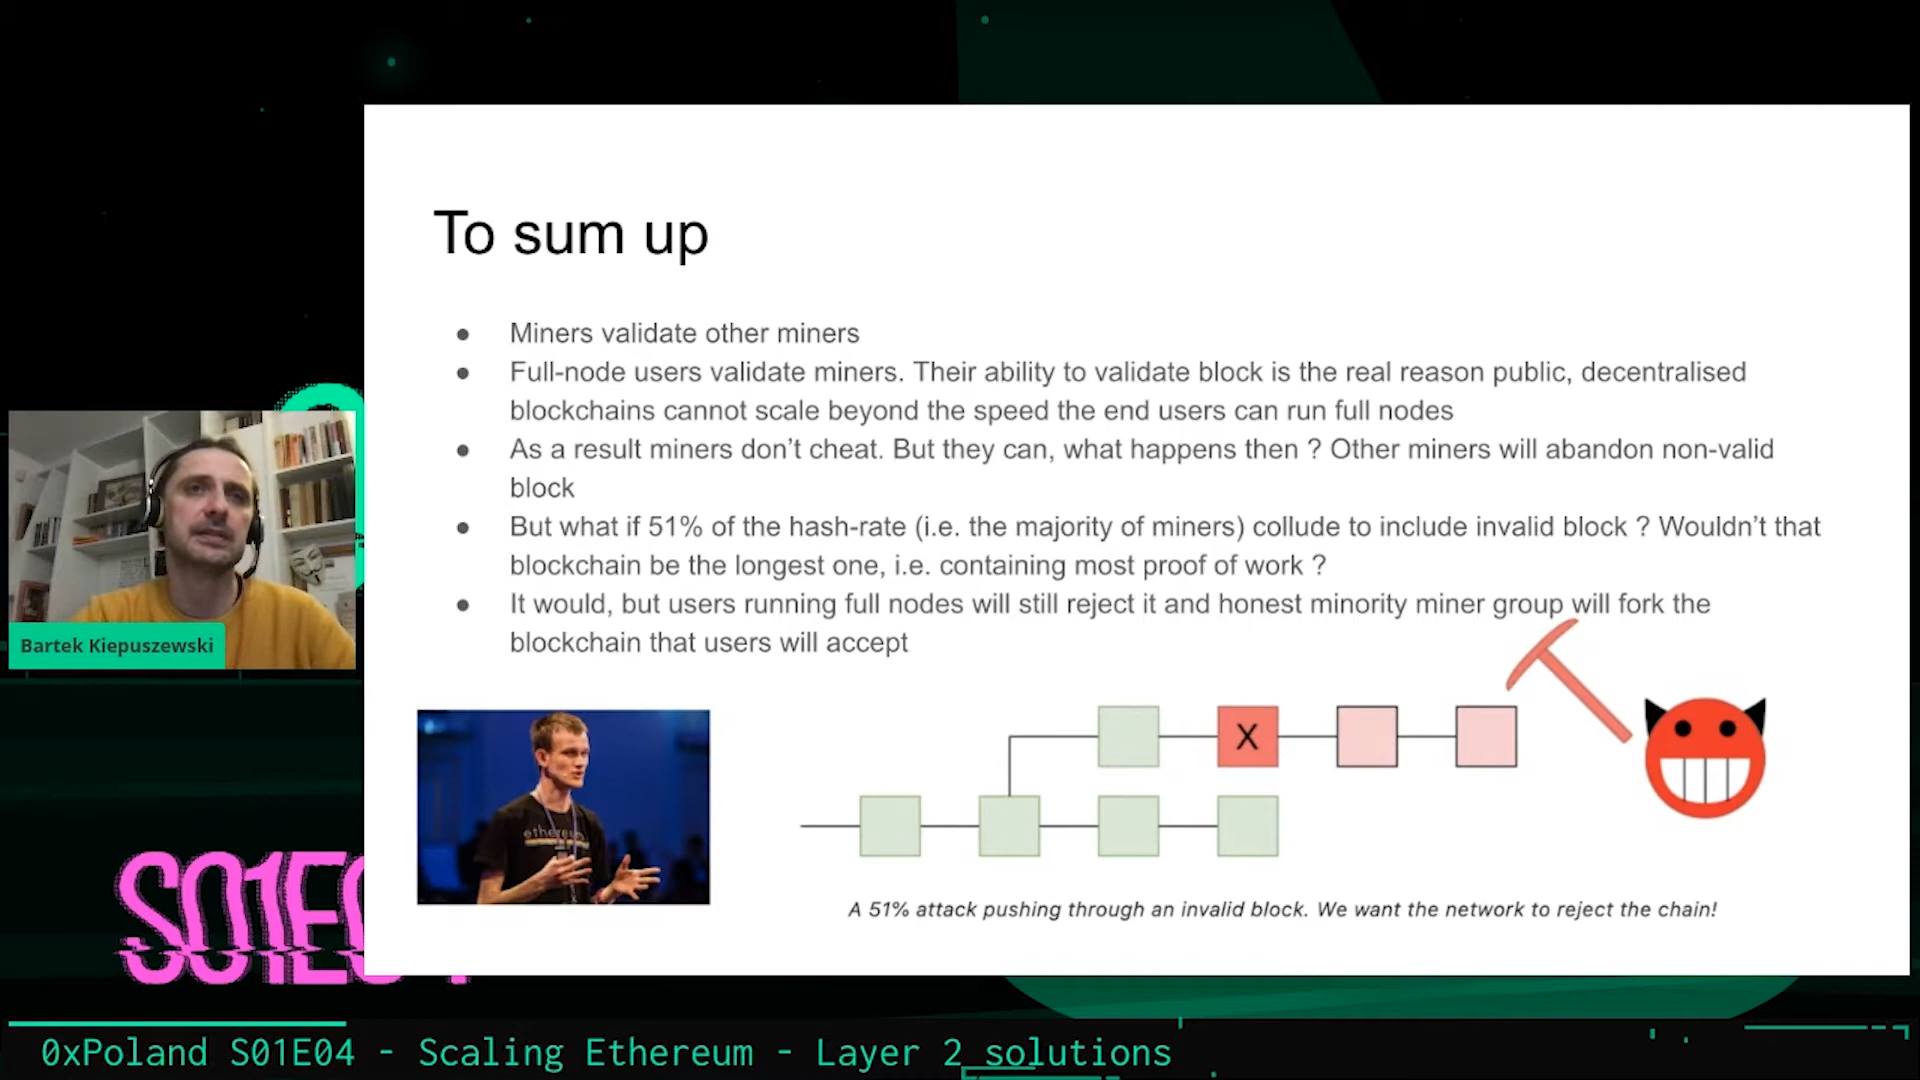 To sum up
Miners validate other miners
Full-node users validate miners. Their ability to validate block is the real reason public, decentralised
blockchains cannot scale beyond the speed the end users can run full nodes
As a result miners don't cheat. But they can, what happens then ? Other miners will abandon non-valid
block
But what if 51% of the hash-rate (i.e. the majority of miners) collude to include invalid block ? Wouldn't that
blockchain be the longest one, i.e. containing most proof of work ?
It would, but users running full nodes will still reject it and honest minority miner group will fork the
blockchain that users will accept
Bartek Kiepuszewski
X
A 51% attack pushing through an invalid block. We want the network to reject the chain!
0xPoland S01E04 - Scaling Ethereum - Layer 2 solutions